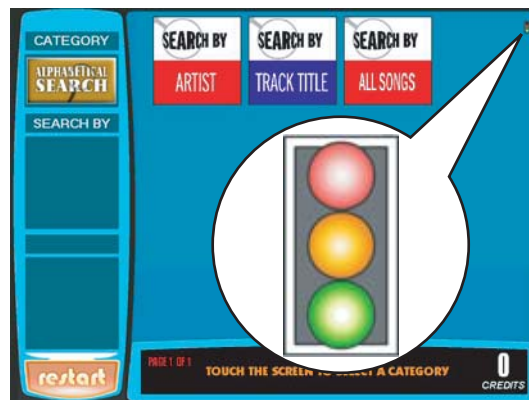 CATEGORY
ALPHABETICAL
SEARCH
SEARCH BY
restart
SEARCH BY
ARTIST
SEARCH BY
TRACK TITLE
SEARCH BY
ALL SONGS
PAGE 1 OF 1
TOUCH THE SCREEN TO SELECT A CATEGORY
0
CREDITS